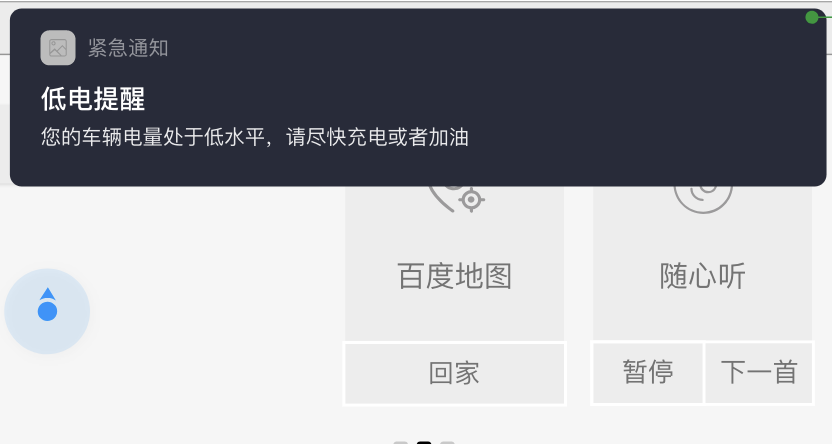 紧急通知
低电提醒
您的车辆电量处于低水平，请尽快充电或者加油
百度地图
随心听
回家
暂停
下一首